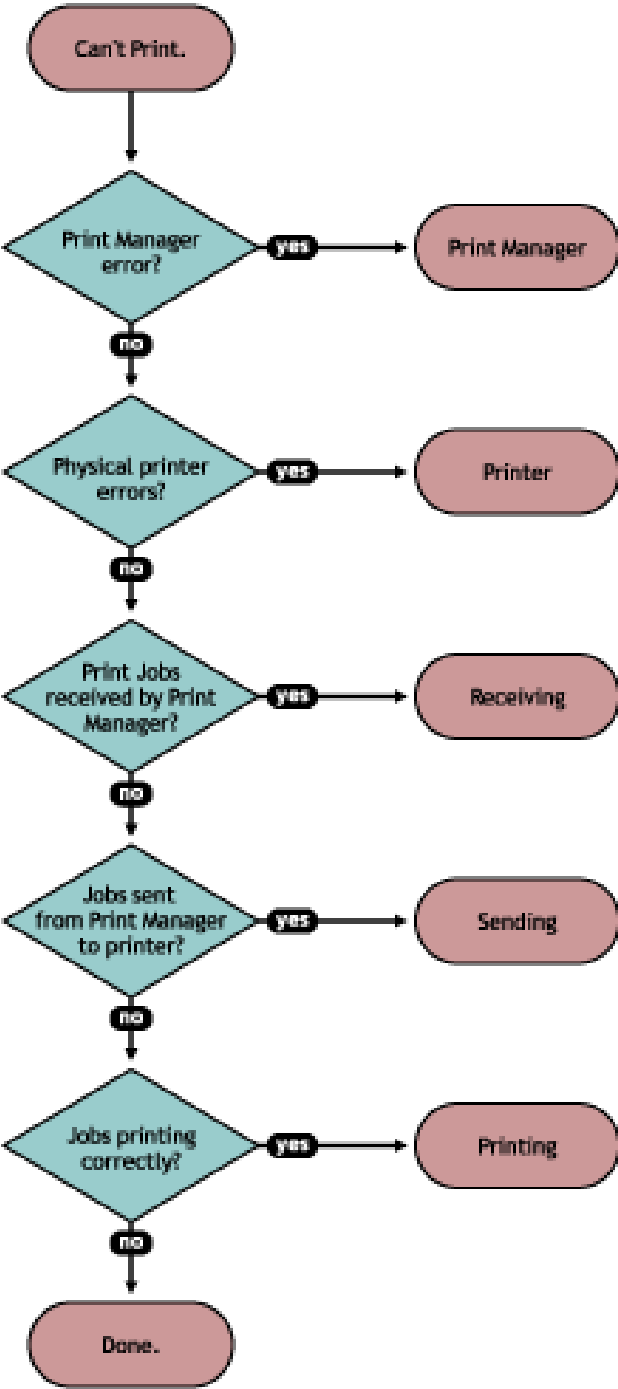 Can't Print.
Print Manager
error?
yes
Print Manager
no
Physical printer
errors?
yes
Printer
no
Print Jobs
received by Print
Manager?
yes
Receiving
no
Jobs sent
from Print Manager
to printer?
yes
Sending
no
Jobs printing
correctly?
yes
Printing
no
Done.